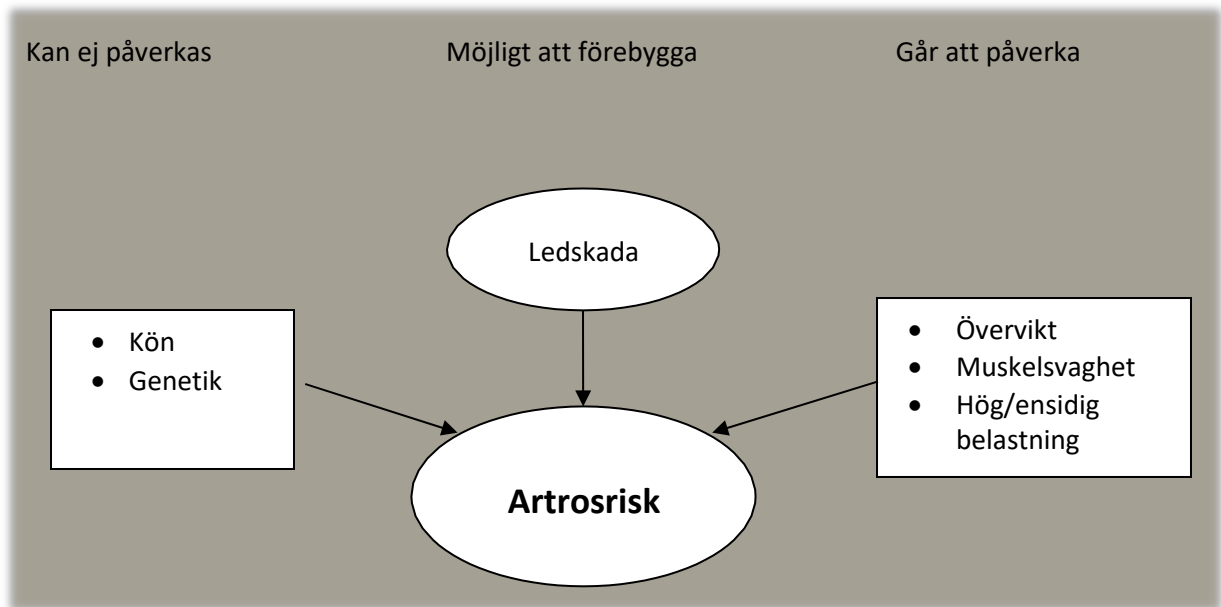 Kan ej påverkas
Möjligt att förebygga
Går att påverka
Ledskada
• Kön
• Genetik
• Övervikt
• Muskelsvaghet
• Hög/ensidig
belastning
Artrosrisk